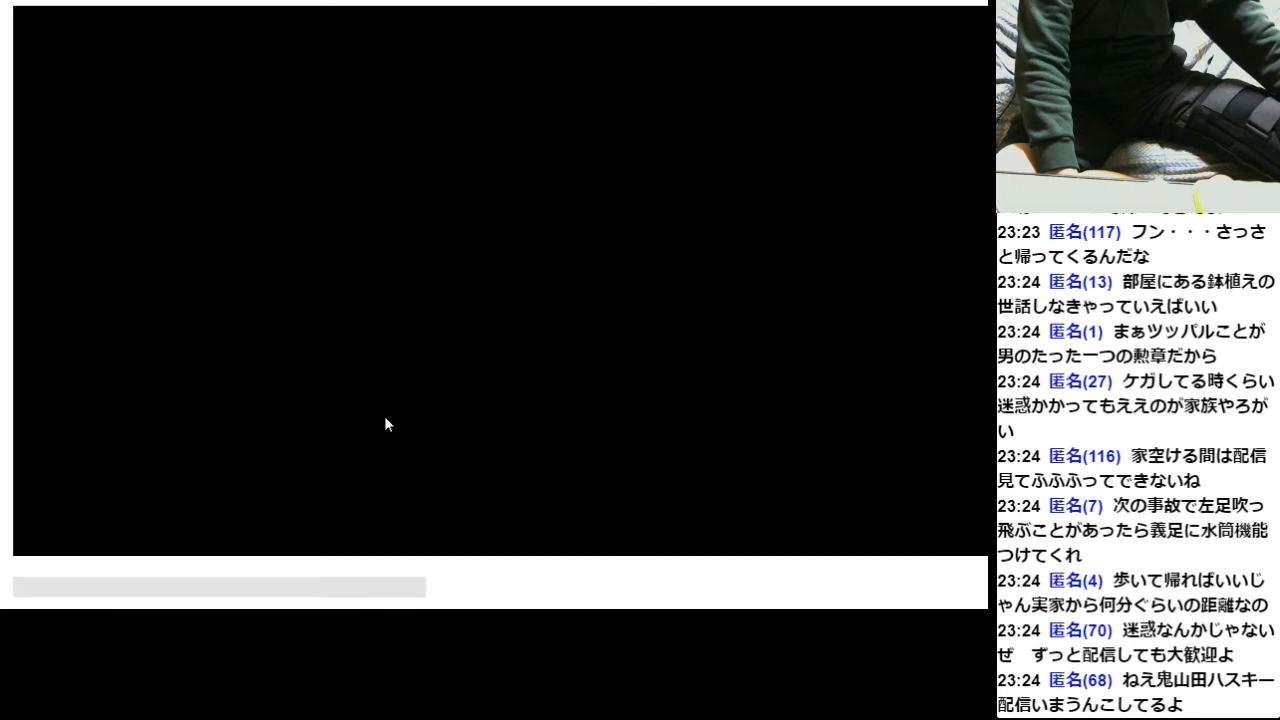 23:23 匿名(117) フン・・・さっさ
と帰ってくるんだな
23:24 匿名(13) 部屋にある鉢植えの
世話しなきゃっていえばいい
23:24 匿名(1) まぁツッパルことが
男のたった一つの勲章だから
23:24 匿名(27) ケガしてる時くらい
迷惑かかってもええのが家族やろが
い
23:24 匿名(116) 家空ける間は配信
見てふふふってできないね
23:24 匿名(7) 次の事故で左足吹っ
飛ぶことがあったら義足に水筒機能
つけてくれ
23:24 匿名(4) 歩いて帰ればいいじ
ゃん実家から何分ぐらいの距離なの
23:24 匿名(70) 迷惑なんかじゃない
ぜ　ずっと配信しても大歓迎よ
23:24 匿名(68) ねえ鬼山田ハスキー
配信いまうんこしてるよ